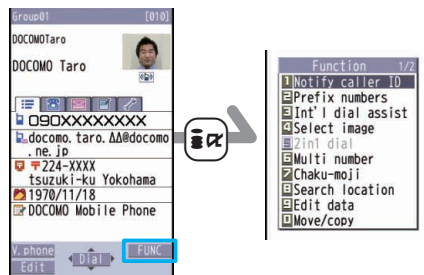 Group01 [010]
DOCOMOTaro
DOCOMO Taro
090XXXXXXXX
docomo.taro.ΔΔ@docomo
.ne.jp
〒224-XXXX
tsuzuki-ku Yokohama
1970/11/18
DOCOMO Mobile Phone
V.phone FUNC
Dial
Edit
iα
Function 1/2
1 Notify caller ID
2 Prefix numbers
3 Int'l dial assist
4 Select image
2in1 dial
6 Multi number
7 Chaku-moji
8 Search location
9 Edit data
0 Move/copy